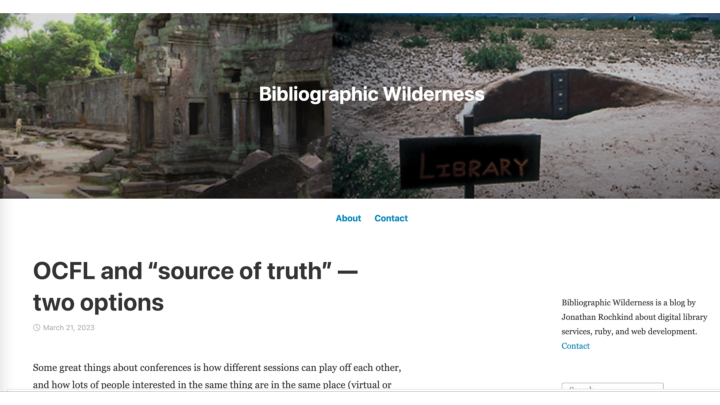 Bibliographic Wilderness
LIBRARY
About Contact
OCFL and “source of truth” —
two options
March 21, 2023
Some great things about conferences is how different sessions can play off each other,
and how lots of people interested in the same thing are in the same place (virtual or
Bibliographic Wilderness is a blog by
Jonathan Rochkind about digital library
services, ruby, and web development.
Contact